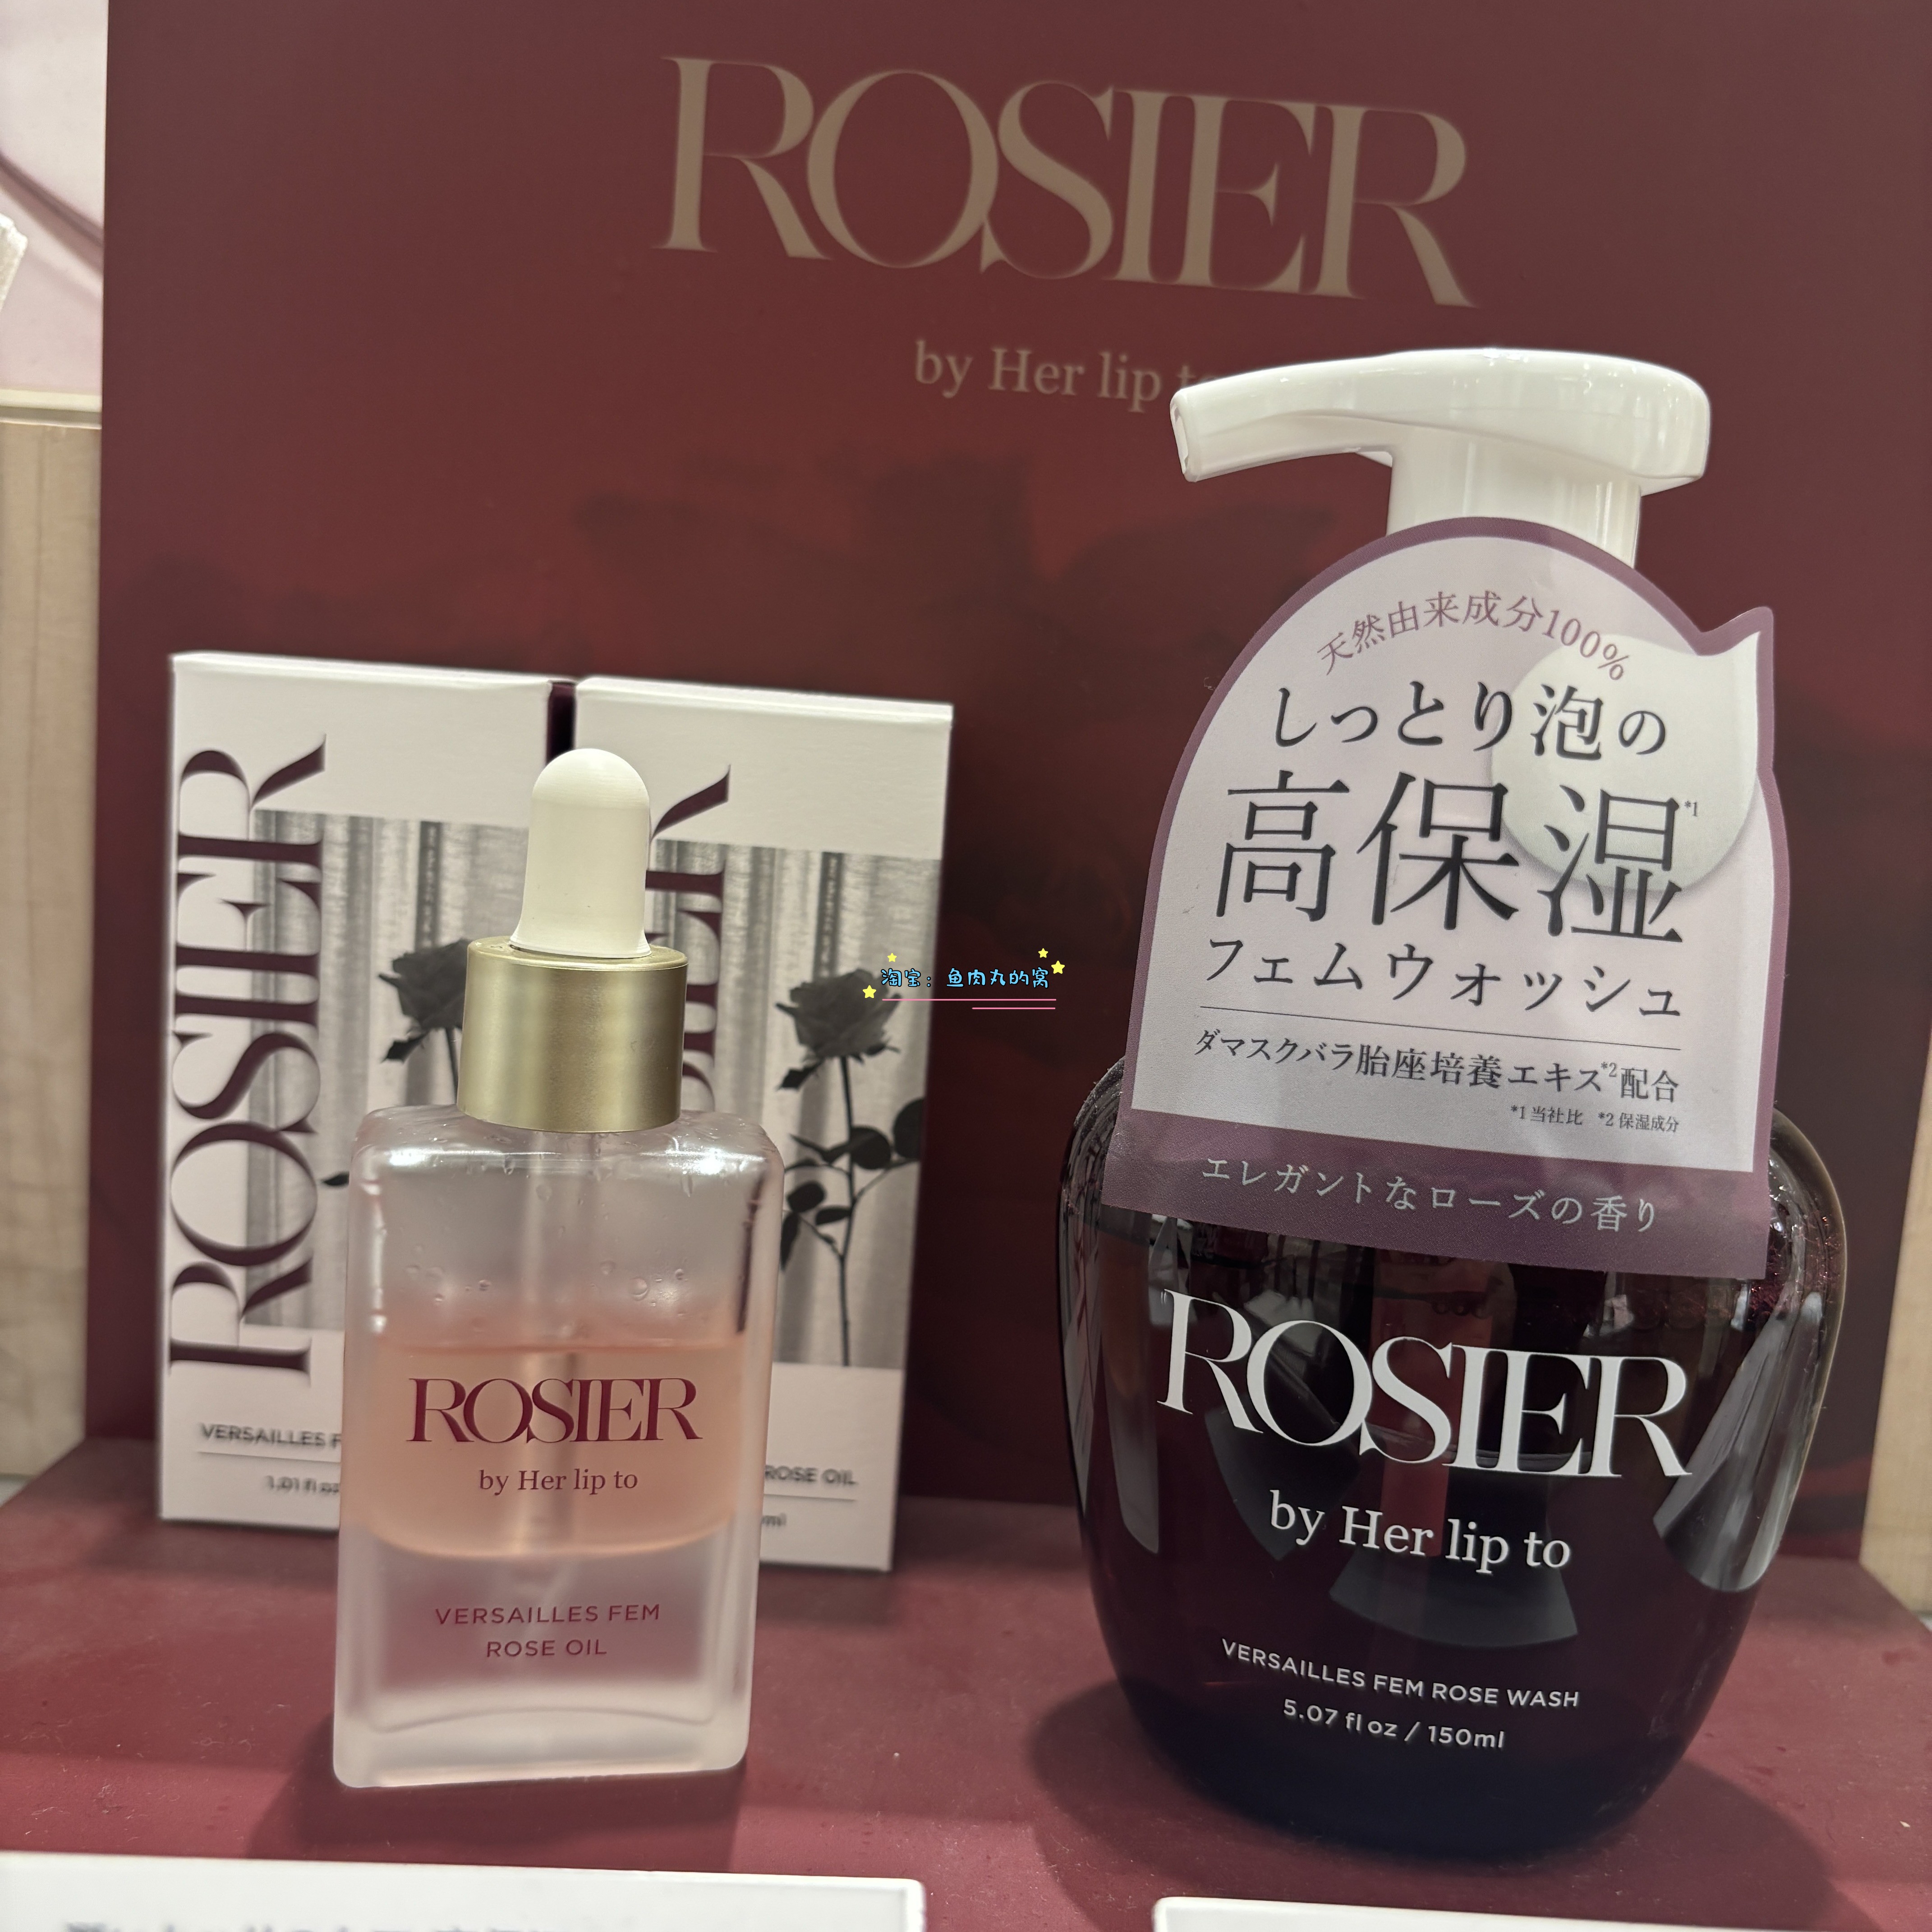 ROSIER
by Her lip
天然由来成分100%
しっとり泡の
高保湿*1
フェムウォッシュ
ダマスクバラ胎座培養エキス*2配合
*1 当社比 *2 保湿成分
エレガントなローズの香り
ROSIER
by Her lip to
VERSAILLES FEM ROSE WASH
5.07 fl oz / 150ml
淘宝：鱼肉丸的窝
ROSIER
VERSAILLES F
1.01 fl oz
ROSE OIL
ml
ROSIER
by Her lip to
VERSAILLES FEM
ROSE OIL